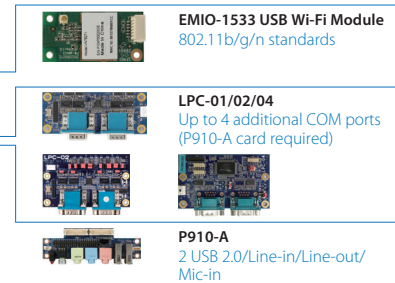 EMIO-1533 USB Wi-Fi Module
802.11b/g/n standards
LPC-01/02/04
Up to 4 additional COM ports
(P910-A card required)
LPC-02
P910-A
2 USB 2.0/Line-in/Line-out/
Mic-in